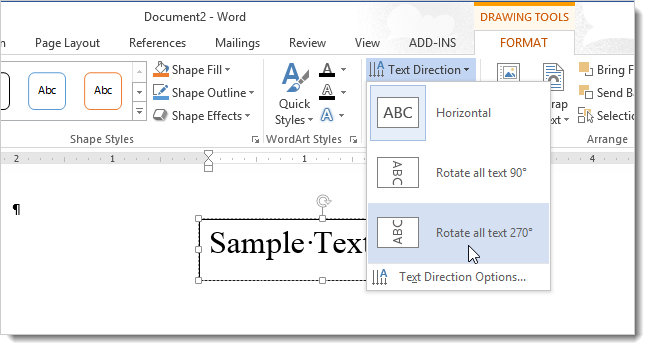 Document2 - Word
DRAWING TOOLS
Page Layout References Mailings Review View ADD-INS FORMAT
Abc Abc
Shape Fill
Shape Outline
Shape Effects
Shape Styles
Quick
Styles
A
A
A
WordArt Styles
Text Direction
ABC Horizontal
ABC Rotate all text 90°
ABC Rotate all text 270°
Text Direction Options...
rap
Text
Bring F
Send Ba
Selectio
Arrange
2 1 1 4
¶
Sample·Text